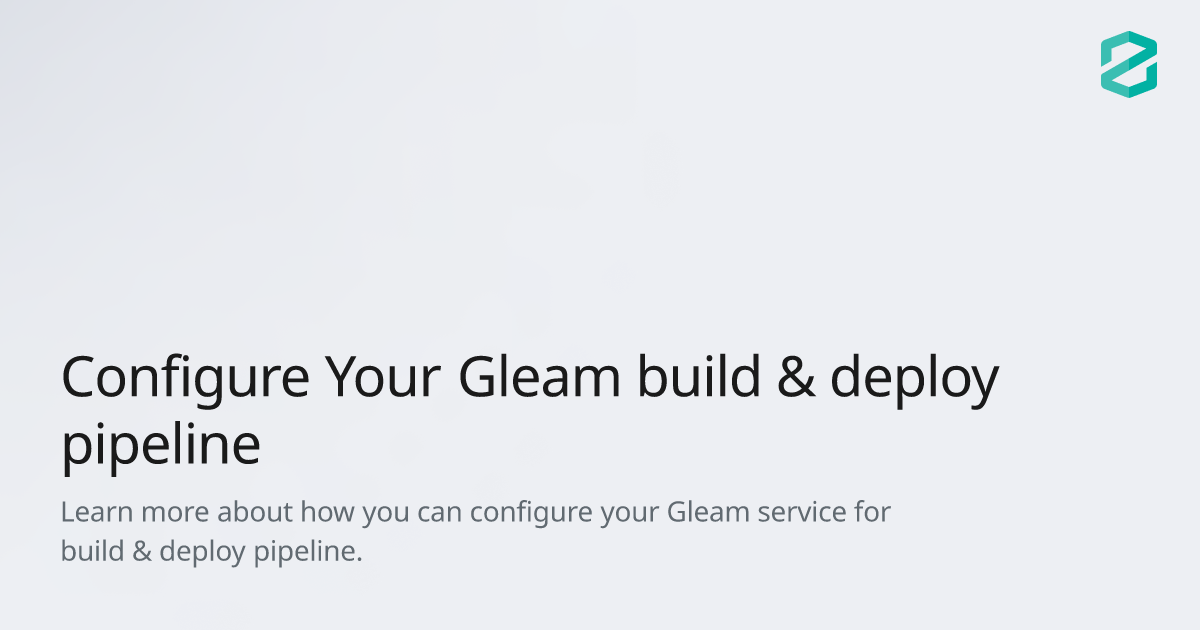 Configure Your Gleam build & deploy
pipeline
Learn more about how you can configure your Gleam service for
build & deploy pipeline.